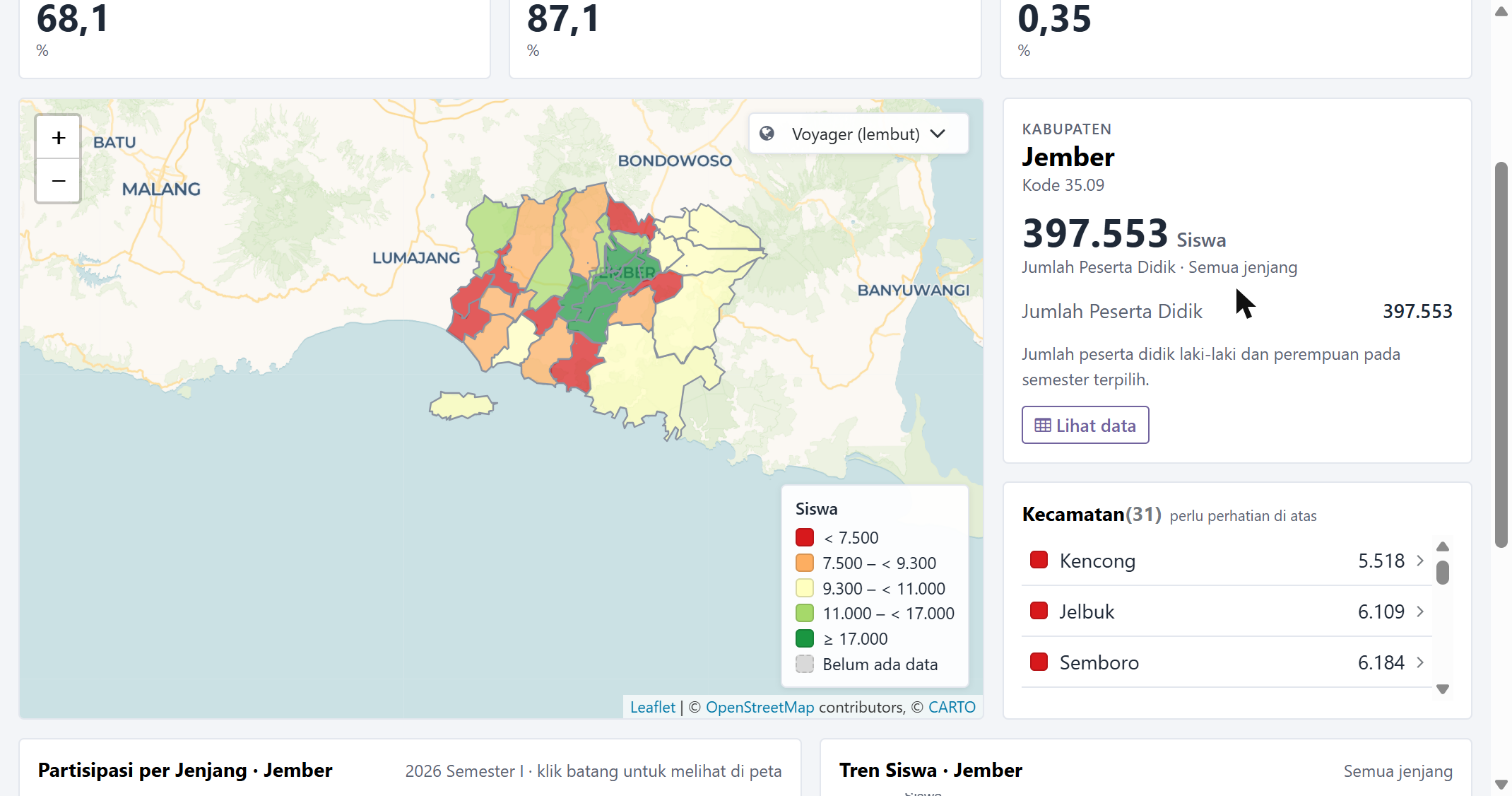 68,1
%
87,1
%
0,35
%
+
−
Voyager (lembut)
BATU
MALANG
BONDOWOSO
LUMAJANG
JEMBER
BANYUWANGI
Siswa
< 7.500
7.500 – < 9.300
9.300 – < 11.000
11.000 – < 17.000
≥ 17.000
Belum ada data
Leaflet | © OpenStreetMap contributors, © CARTO
KABUPATEN
Jember
Kode 35.09
397.553 Siswa
Jumlah Peserta Didik · Semua jenjang
Jumlah Peserta Didik 397.553
Jumlah peserta didik laki-laki dan perempuan pada
semester terpilih.
Lihat data
Kecamatan(31) perlu perhatian di atas
Kencong 5.518
Jelbuk 6.109
Semboro 6.184
Partisipasi per Jenjang · Jember 2026 Semester I · klik batang untuk melihat di peta
Tren Siswa · Jember Semua jenjang